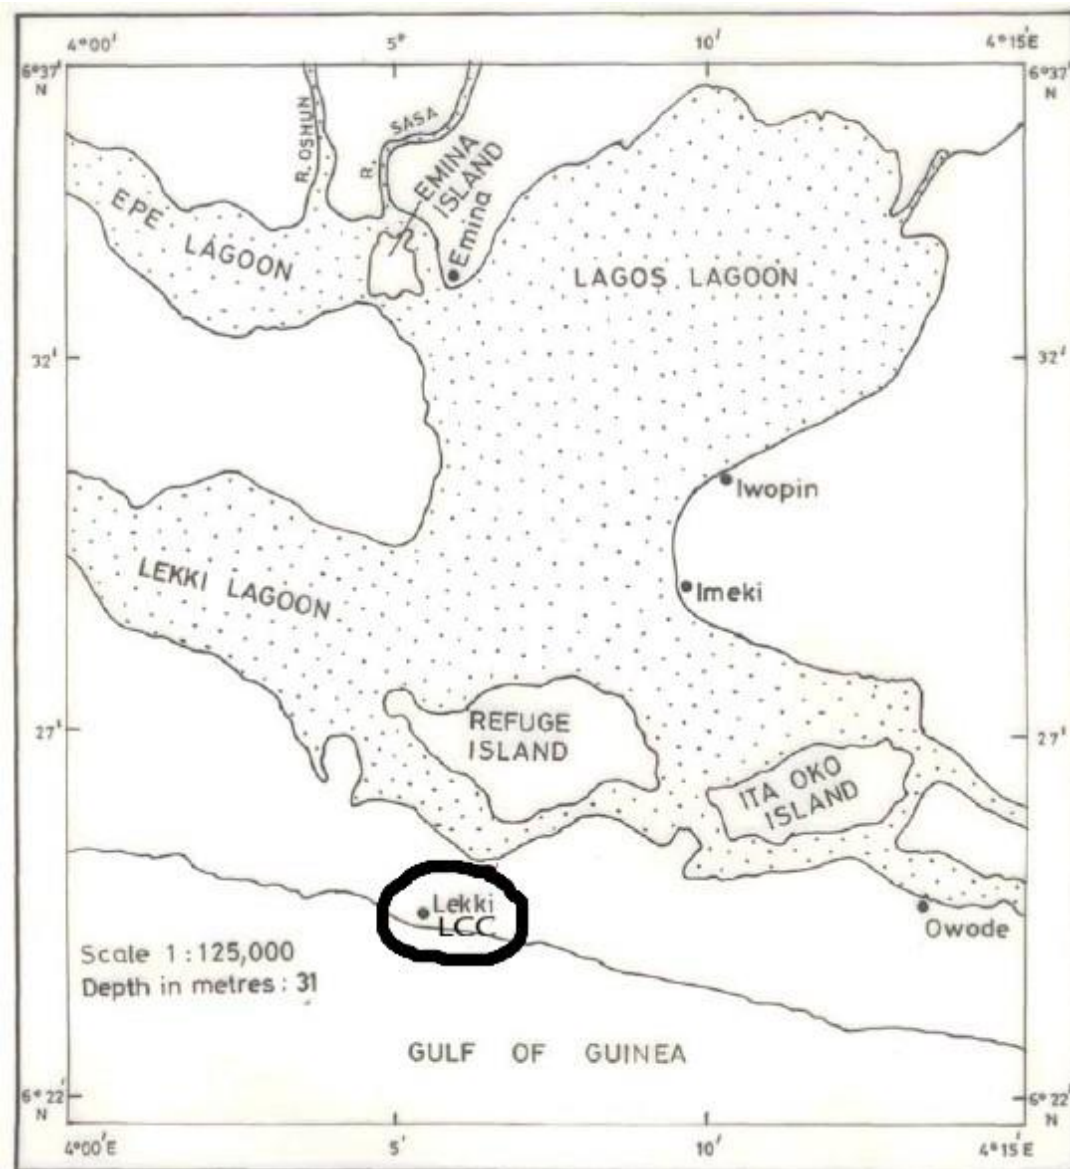 4°00′ 5° 10′ 4°15′E
6°37′
N
6°37′
N
R. OSHUN
R. SASA
EMINA
ISLAND
Emina
EPE
LAGOON
LAGOS LAGOON
32′
32′
Iwopin
LEKKI LAGOON
Imeki
REFUGE
ISLAND
27′
27′
ITA OKO
ISLAND
Lekki
LCC
Owode
Scale 1:125,000
Depth in metres: 31
GULF OF GUINEA
6°22′
N
6°22′
N
4°00′E 5′ 10′ 4°15′E